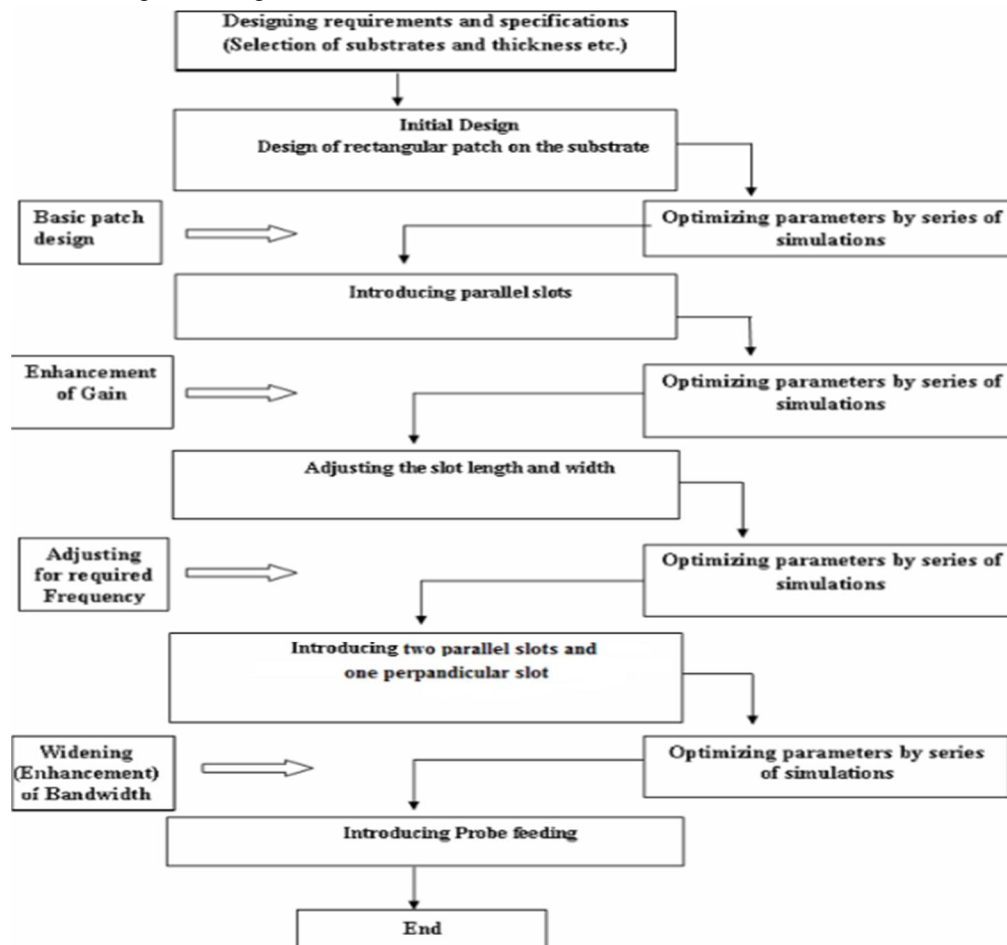 Designing requirements and specifications
(Selection of substrates and thickness etc.)
Initial Design
Design of rectangular patch on the substrate
Basic patch
design
Optimizing parameters by series of
simulations
Introducing parallel slots
Enhancement
of Gain
Optimizing parameters by series of
simulations
Adjusting the slot length and width
Adjusting
for required
Frequency
Optimizing parameters by series of
simulations
Introducing two parallel slots and
one perpandicular slot
Widening
(Enhancement)
of Bandwidth
Optimizing parameters by series
of simulations
Introducing Probe feeding
End